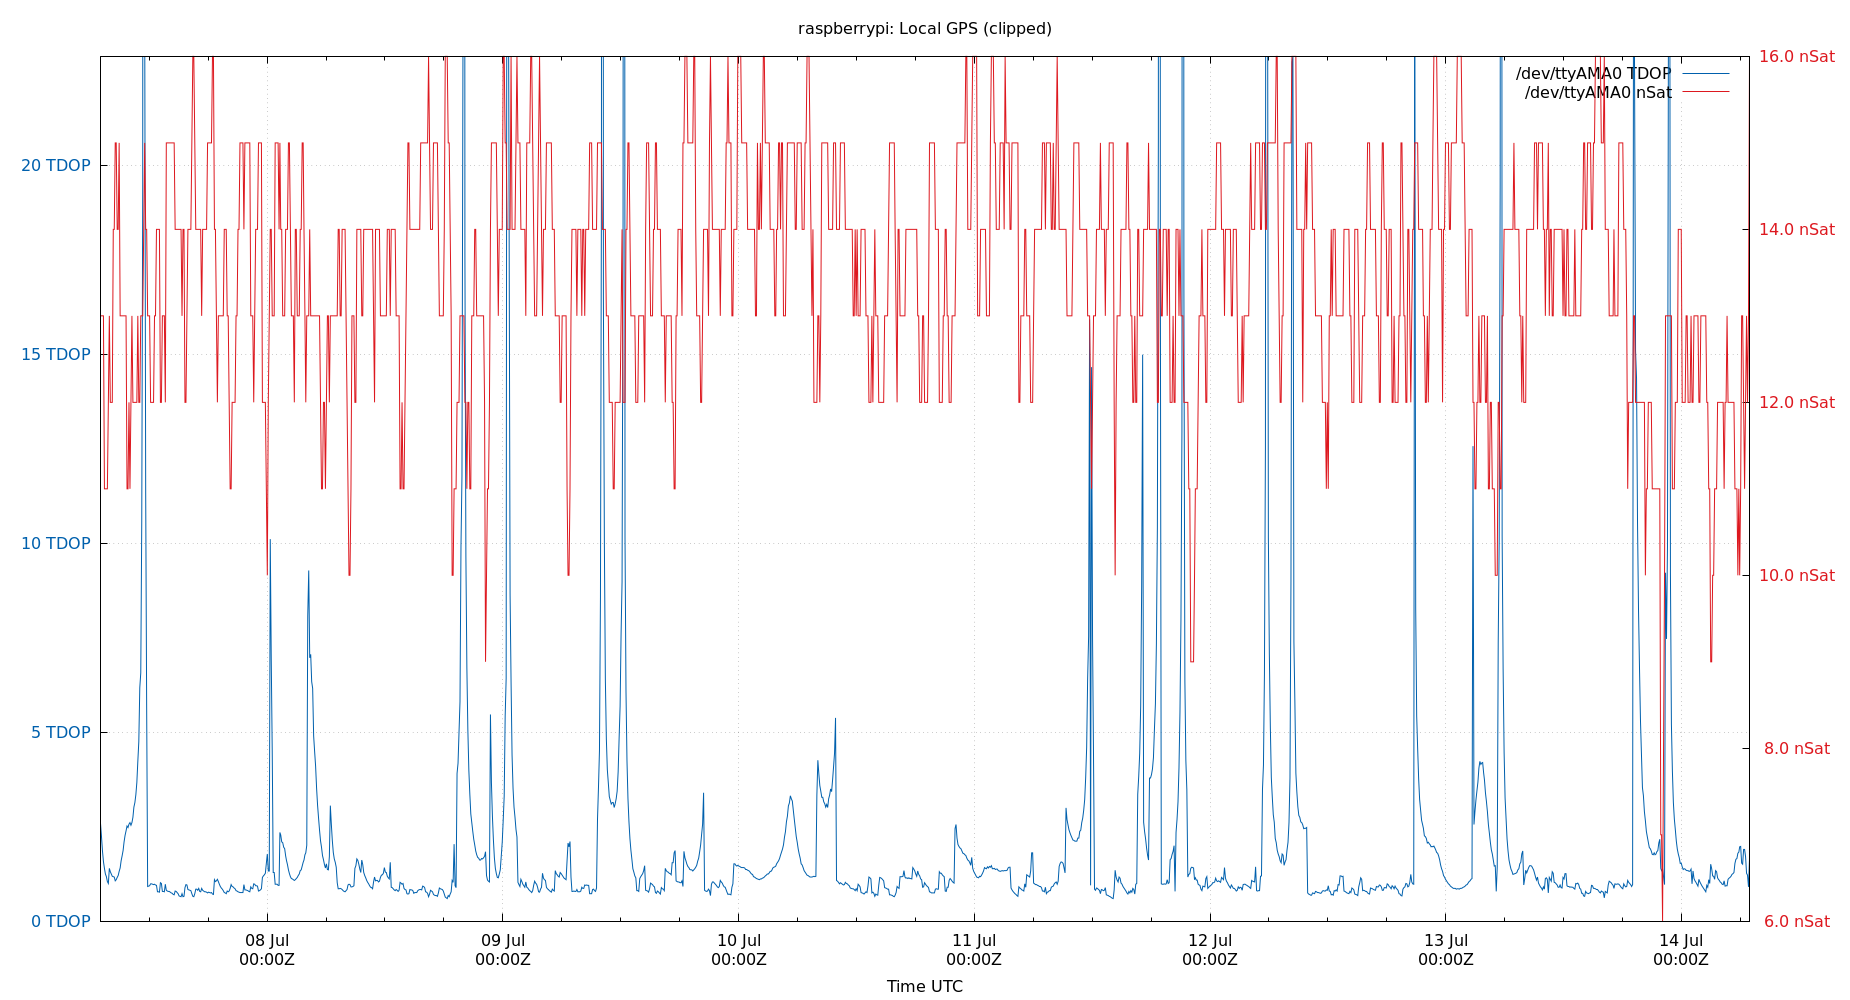 raspberrypi: Local GPS (clipped)
16.0 nSat
/dev/ttyAMA0 TDOP
/dev/ttyAMA0 nSat
20 TDOP
14.0 nSat
15 TDOP
12.0 nSat
10 TDOP
10.0 nSat
5 TDOP
8.0 nSat
0 TDOP
6.0 nSat
08 Jul 09 Jul 10 Jul 11 Jul 12 Jul 13 Jul 14 Jul
00:00Z 00:00Z 00:00Z 00:00Z 00:00Z 00:00Z 00:00Z
Time UTC